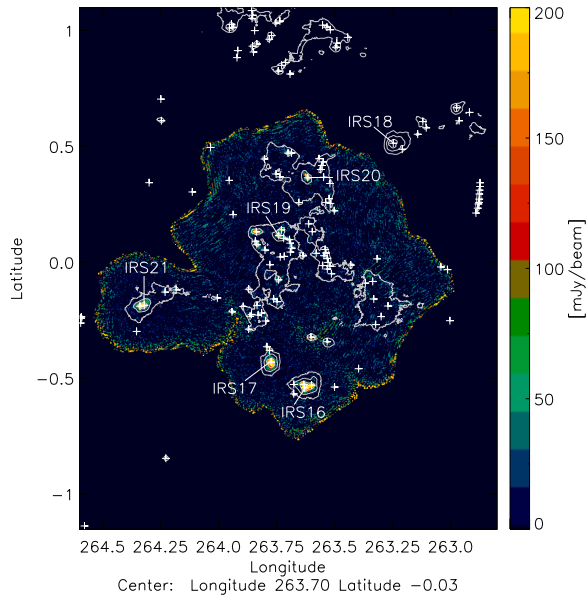 1
0.5
0.0
−0.5
−1
Latitude
IRS18
IRS20
IRS19
IRS21
IRS17
IRS16
264.5 264.25 264.0 263.75 263.5 263.25 263.0
Longitude
Center: Longitude 263.70 Latitude −0.03
200
150
100
50
0
[mJy/beam]